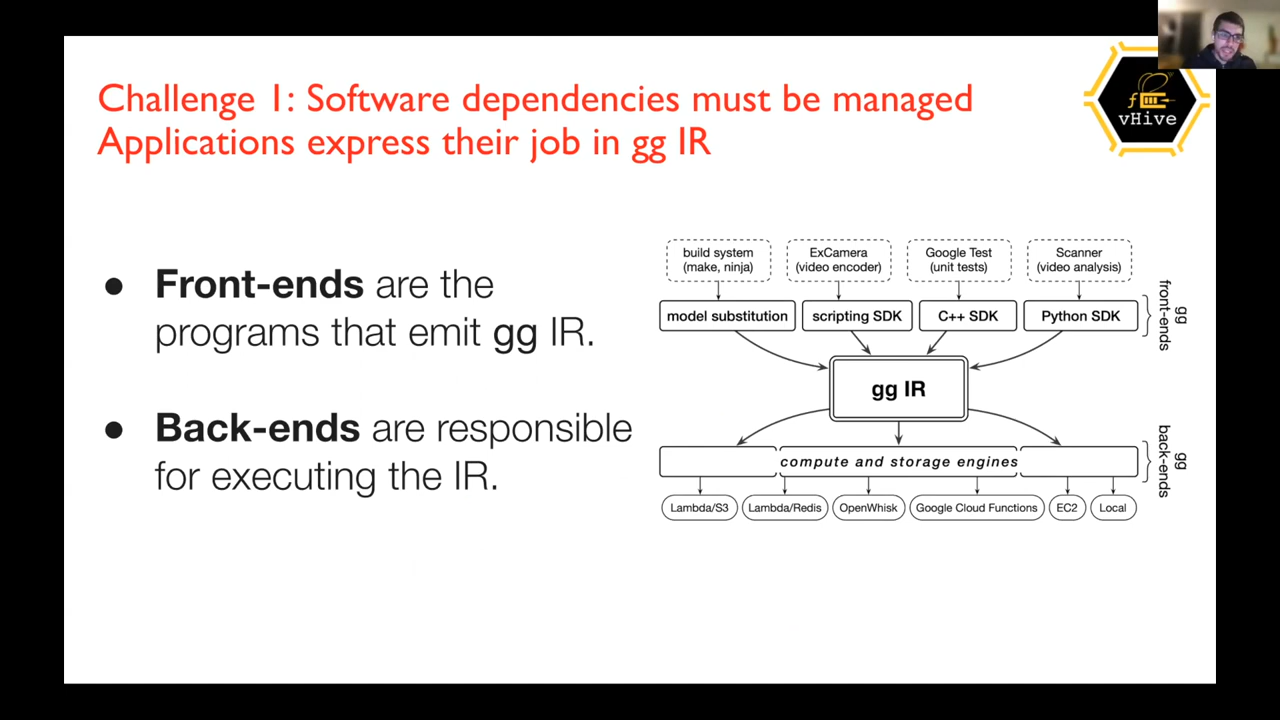 Challenge 1: Software dependencies must be managed
Applications express their job in gg IR
vHive
● Front-ends are the
programs that emit gg IR.
● Back-ends are responsible
for executing the IR.
build system
(make, ninja)
ExCamera
(video encoder)
Google Test
(unit tests)
Scanner
(video analysis)
model substitution
scripting SDK
C++ SDK
Python SDK
gg
front-ends
gg IR
compute and storage engines
gg
back-ends
Lambda/S3
Lambda/Redis
OpenWhisk
Google Cloud Functions
EC2
Local